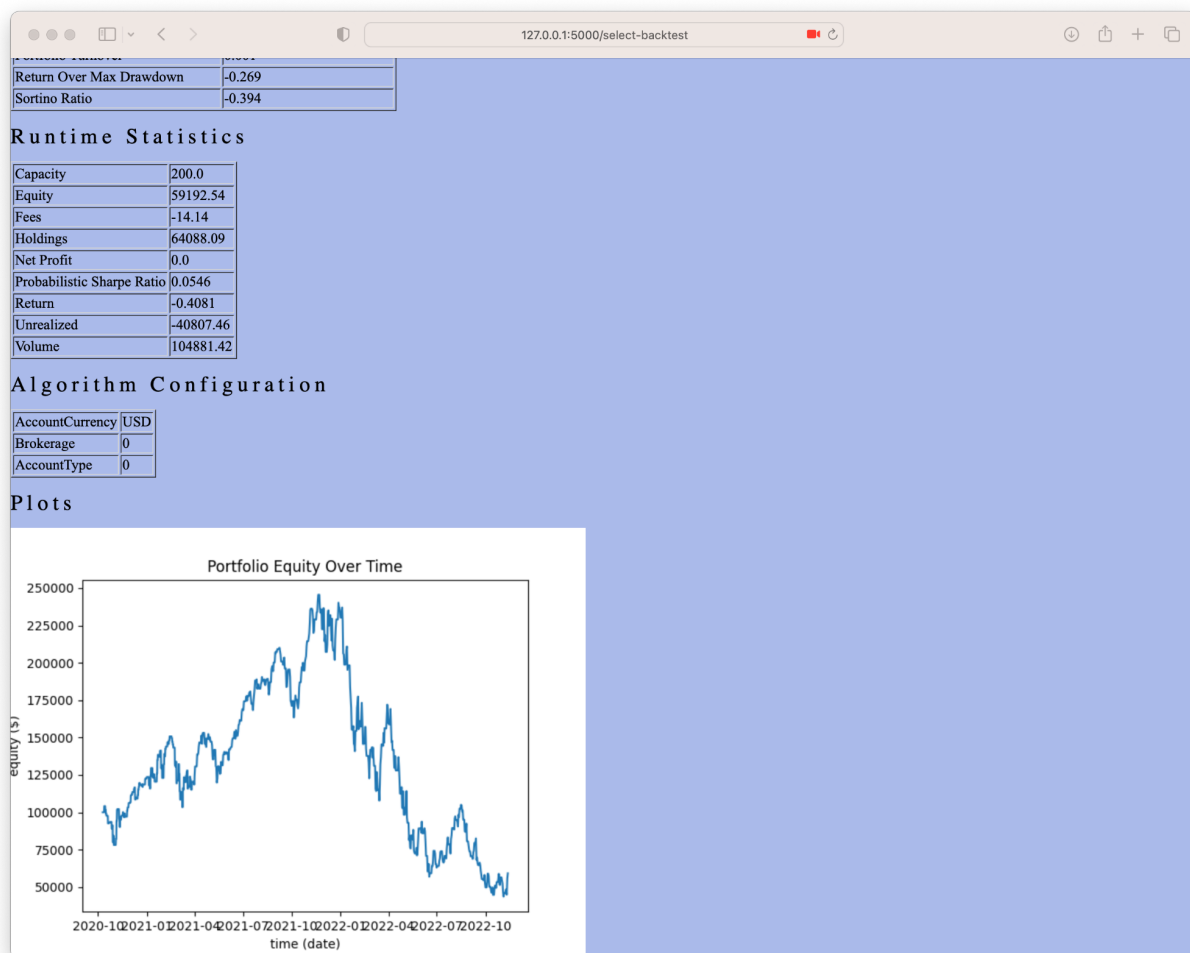 127.0.0.1:5000/select-backtest
Portfolio Turnover 0.001
Return Over Max Drawdown -0.269
Sortino Ratio -0.394
Runtime Statistics
Capacity 200.0
Equity 59192.54
Fees -14.14
Holdings 64088.09
Net Profit 0.0
Probabilistic Sharpe Ratio 0.0546
Return -0.4081
Unrealized -40807.46
Volume 104881.42
Algorithm Configuration
AccountCurrency USD
Brokerage 0
AccountType 0
Plots
Portfolio Equity Over Time
250000
225000
200000
175000
150000
125000
100000
75000
50000
equity ($)
2020-10 2021-01 2021-04 2021-07 2021-10 2022-01 2022-04 2022-07 2022-10
time (date)